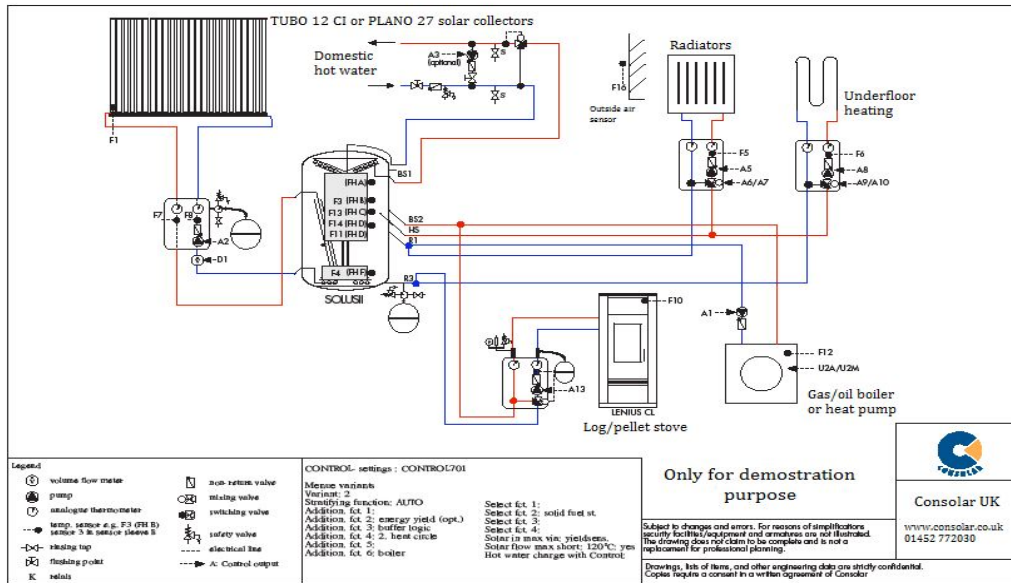 TUBO 12 CI or PLANO 27 solar collectors
Domestic
hot water
A3
(optional)
S
S
F1
F16
Outside air
sensor
Radiators
Underfloor
heating
F5
A5
A6/A7
F6
A8
A9/A10
BS1
(FH A)
F3 (FH B)
F13 (FH C)
F14 (FH D)
F11 (FH D)
F4 (FH F)
SOLUSII
BS2
HS
R1
R3
F7
F8
A2
D1
F10
A13
LENIUS CL
Log/pellet stove
A1
F12
U2A/U2M
Gas/oil boiler
or heat pump
Legend
volume flow meter
pump
analogue thermometer
temp. sensor e.g. F3 (FH B)
sensor 3 in sensor sleeve B
rinsing tap
flushing point
K relais
non-return valve
mixing valve
switching valve
safety valve
electrical line
A: Control output
CONTROL- settings : CONTROL701
Menue variants
Variant: 2
Stratifying function: AUTO
Addition. fct. 1:
Addition. fct. 2: energy yield (opt.)
Addition. fct. 3: buffer logic
Addition. fct. 4: 2. heat circle
Addition. fct. 5:
Addition. fct. 6: boiler
Select fct. 1:
Select fct. 2: solid fuel st.
Select fct. 3:
Select fct. 4:
Solar in max via: yieldsens.
Solar flow max short: 120°C: yes
Hot water charge with Control:
Only for demostration
purpose
Subject to changes and errors. For reasons of simplifications
security facilities/equipment and armatures are not illustrated.
The drawing does not claim to be complete and is not a
replacement for professional planning.
Drawings, lists of items, and other engineering data are strictly confidential.
Copies require a consent in a written agreement of Consolar
Consolar UK
www.consolar.co.uk
01452 772030